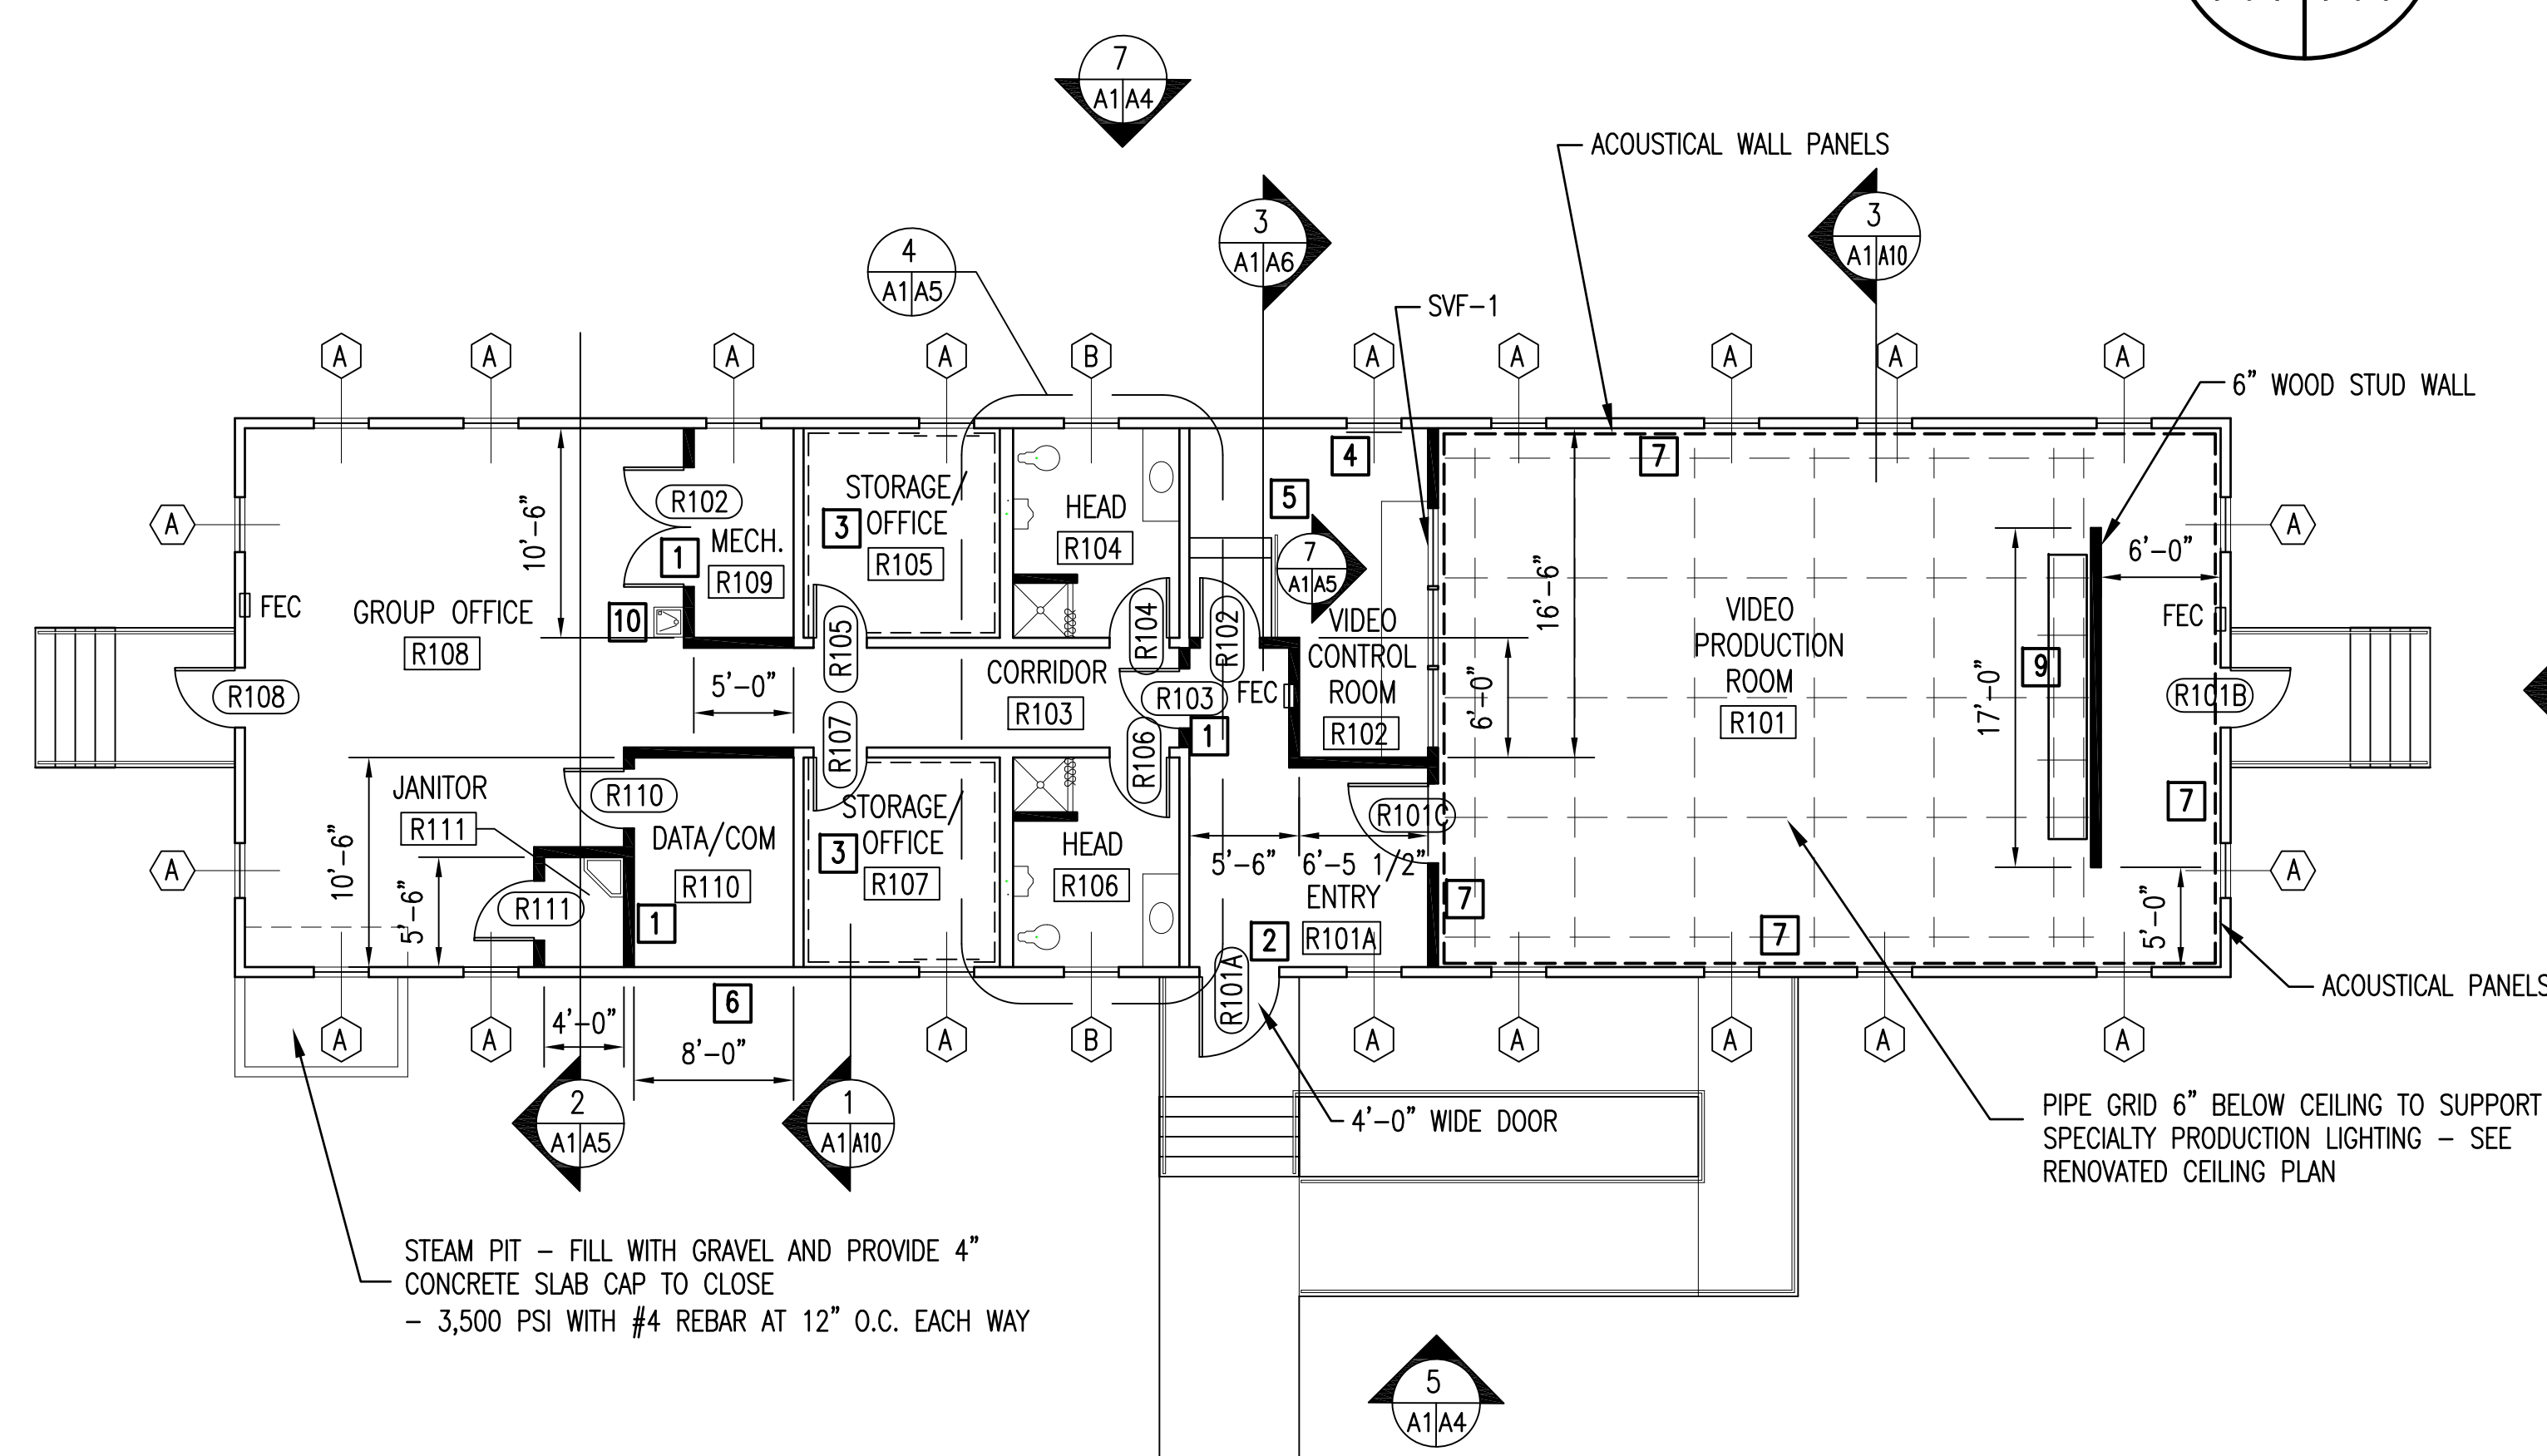 7
A1 A4
ACOUSTICAL WALL PANELS
3
A1 A6
3
A1 A10
4
A1 A5
SVF-1
A
A
A
A
B
A
A
A
A
A
6" WOOD STUD WALL
4
7
STORAGE/
OFFICE
R105
3
HEAD
R104
5
R102
10'-6"
A
A
MECH.
R109
1
7
A1 A5
16'-6"
6'-0"
FEC
GROUP OFFICE
R108
10
R105
R104
R102
VIDEO
CONTROL
ROOM
R102
VIDEO
PRODUCTION
ROOM
R101
FEC
9
17'-0"
6'-0"
R108
5'-0"
CORRIDOR
R103
R103
FEC
R101B
R107
R106
1
JANITOR
R111
R110
DATA/COM
R110
STORAGE/
OFFICE
R107
3
HEAD
R106
R101C
7
10'-6"
5'-6"
A
R111
1
5'-6"
6'-5 1/2"
ENTRY
R101A
2
7
7
5'-0"
A
R101A
ACOUSTICAL PANELS
6
4'-0"
8'-0"
A
A
A
B
A
A
A
A
A
2
A1 A5
1
A1 A10
4'-0" WIDE DOOR
PIPE GRID 6" BELOW CEILING TO SUPPORT
SPECIALTY PRODUCTION LIGHTING - SEE
RENOVATED CEILING PLAN
STEAM PIT - FILL WITH GRAVEL AND PROVIDE 4"
CONCRETE SLAB CAP TO CLOSE
- 3,500 PSI WITH #4 REBAR AT 12" O.C. EACH WAY
5
A1 A4